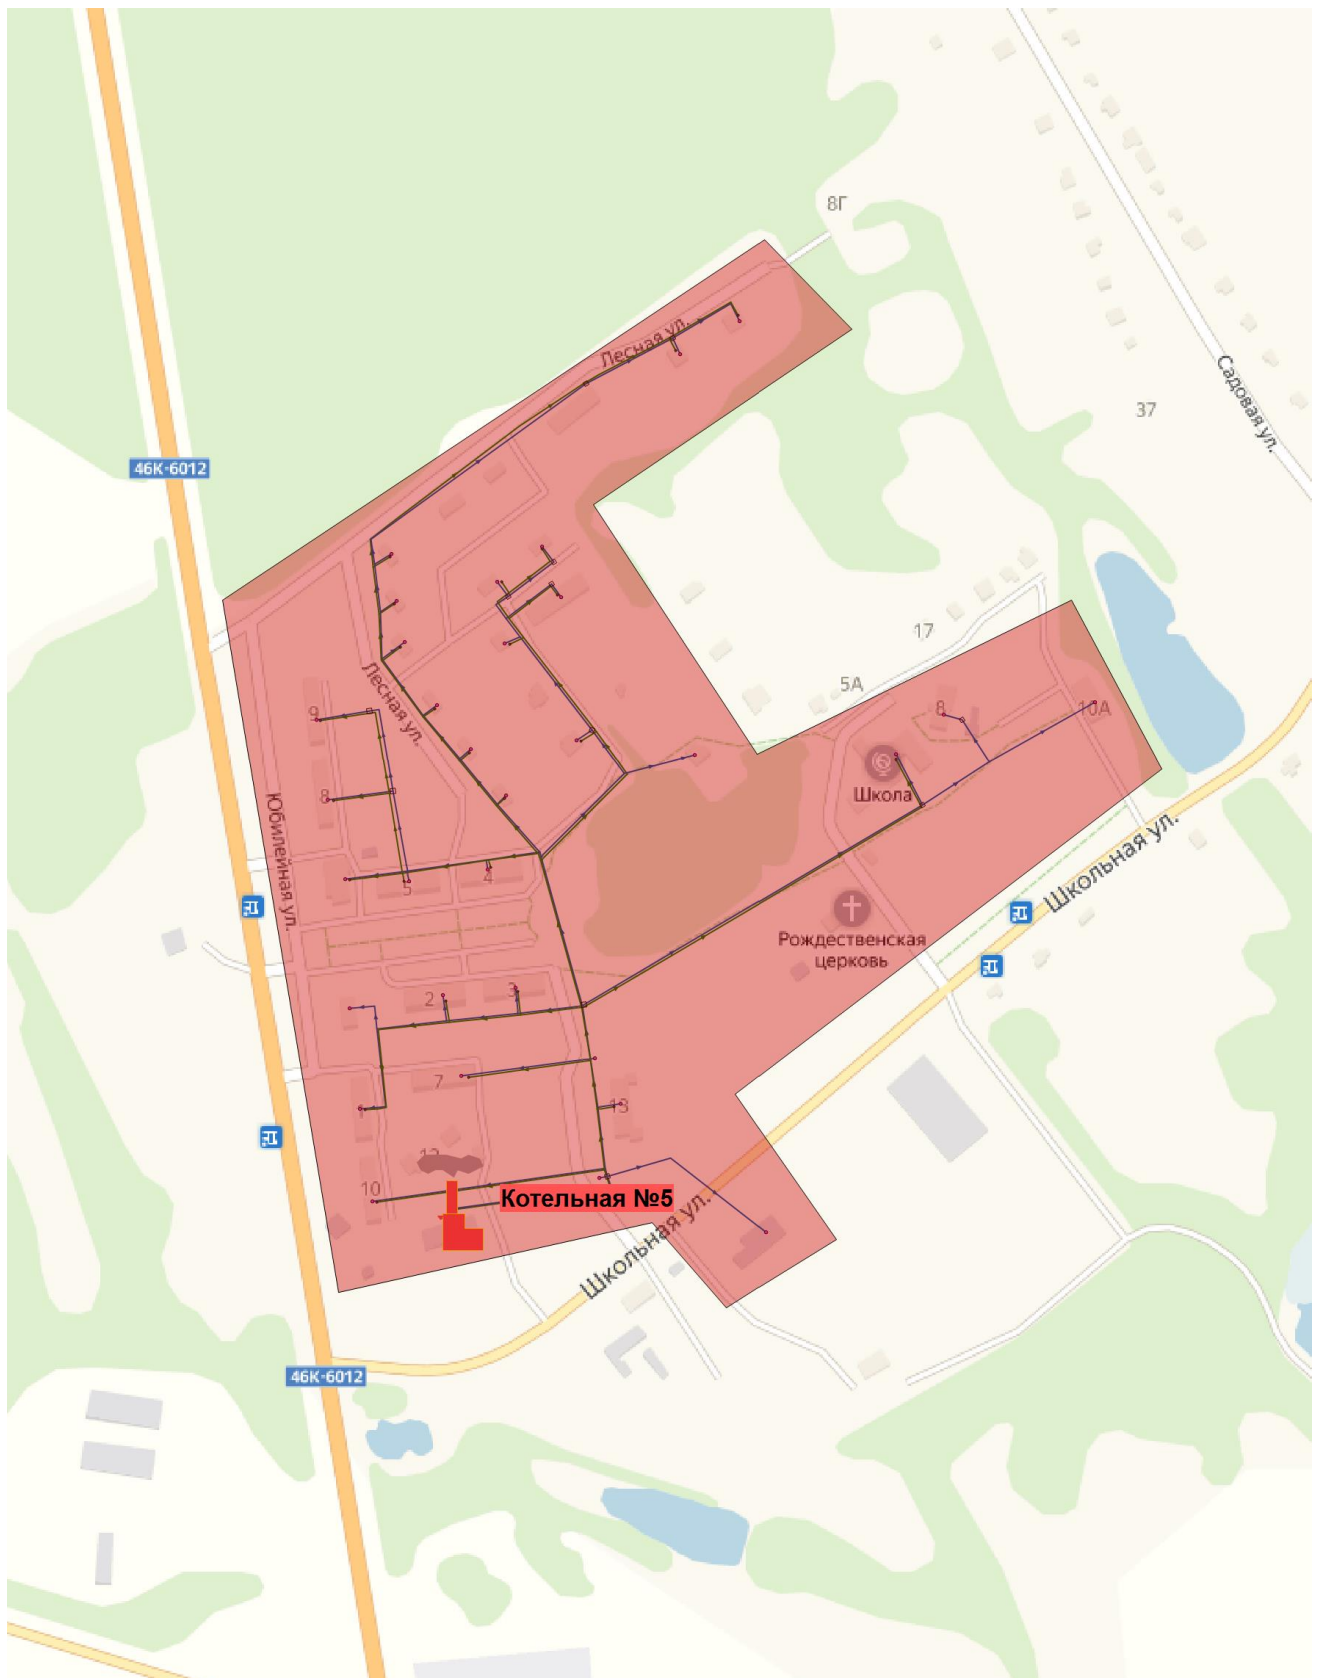 8Г
Лесная ул.
Садовая ул.
37
46К-6012
17
5А
9
Лесная ул.
8
10А
Школа
8
Юбилейная ул.
5
4
Школьная ул.
Рождественская
церковь
2
3
7
13
1
10
Котельная №5
Школьная ул.
46К-6012